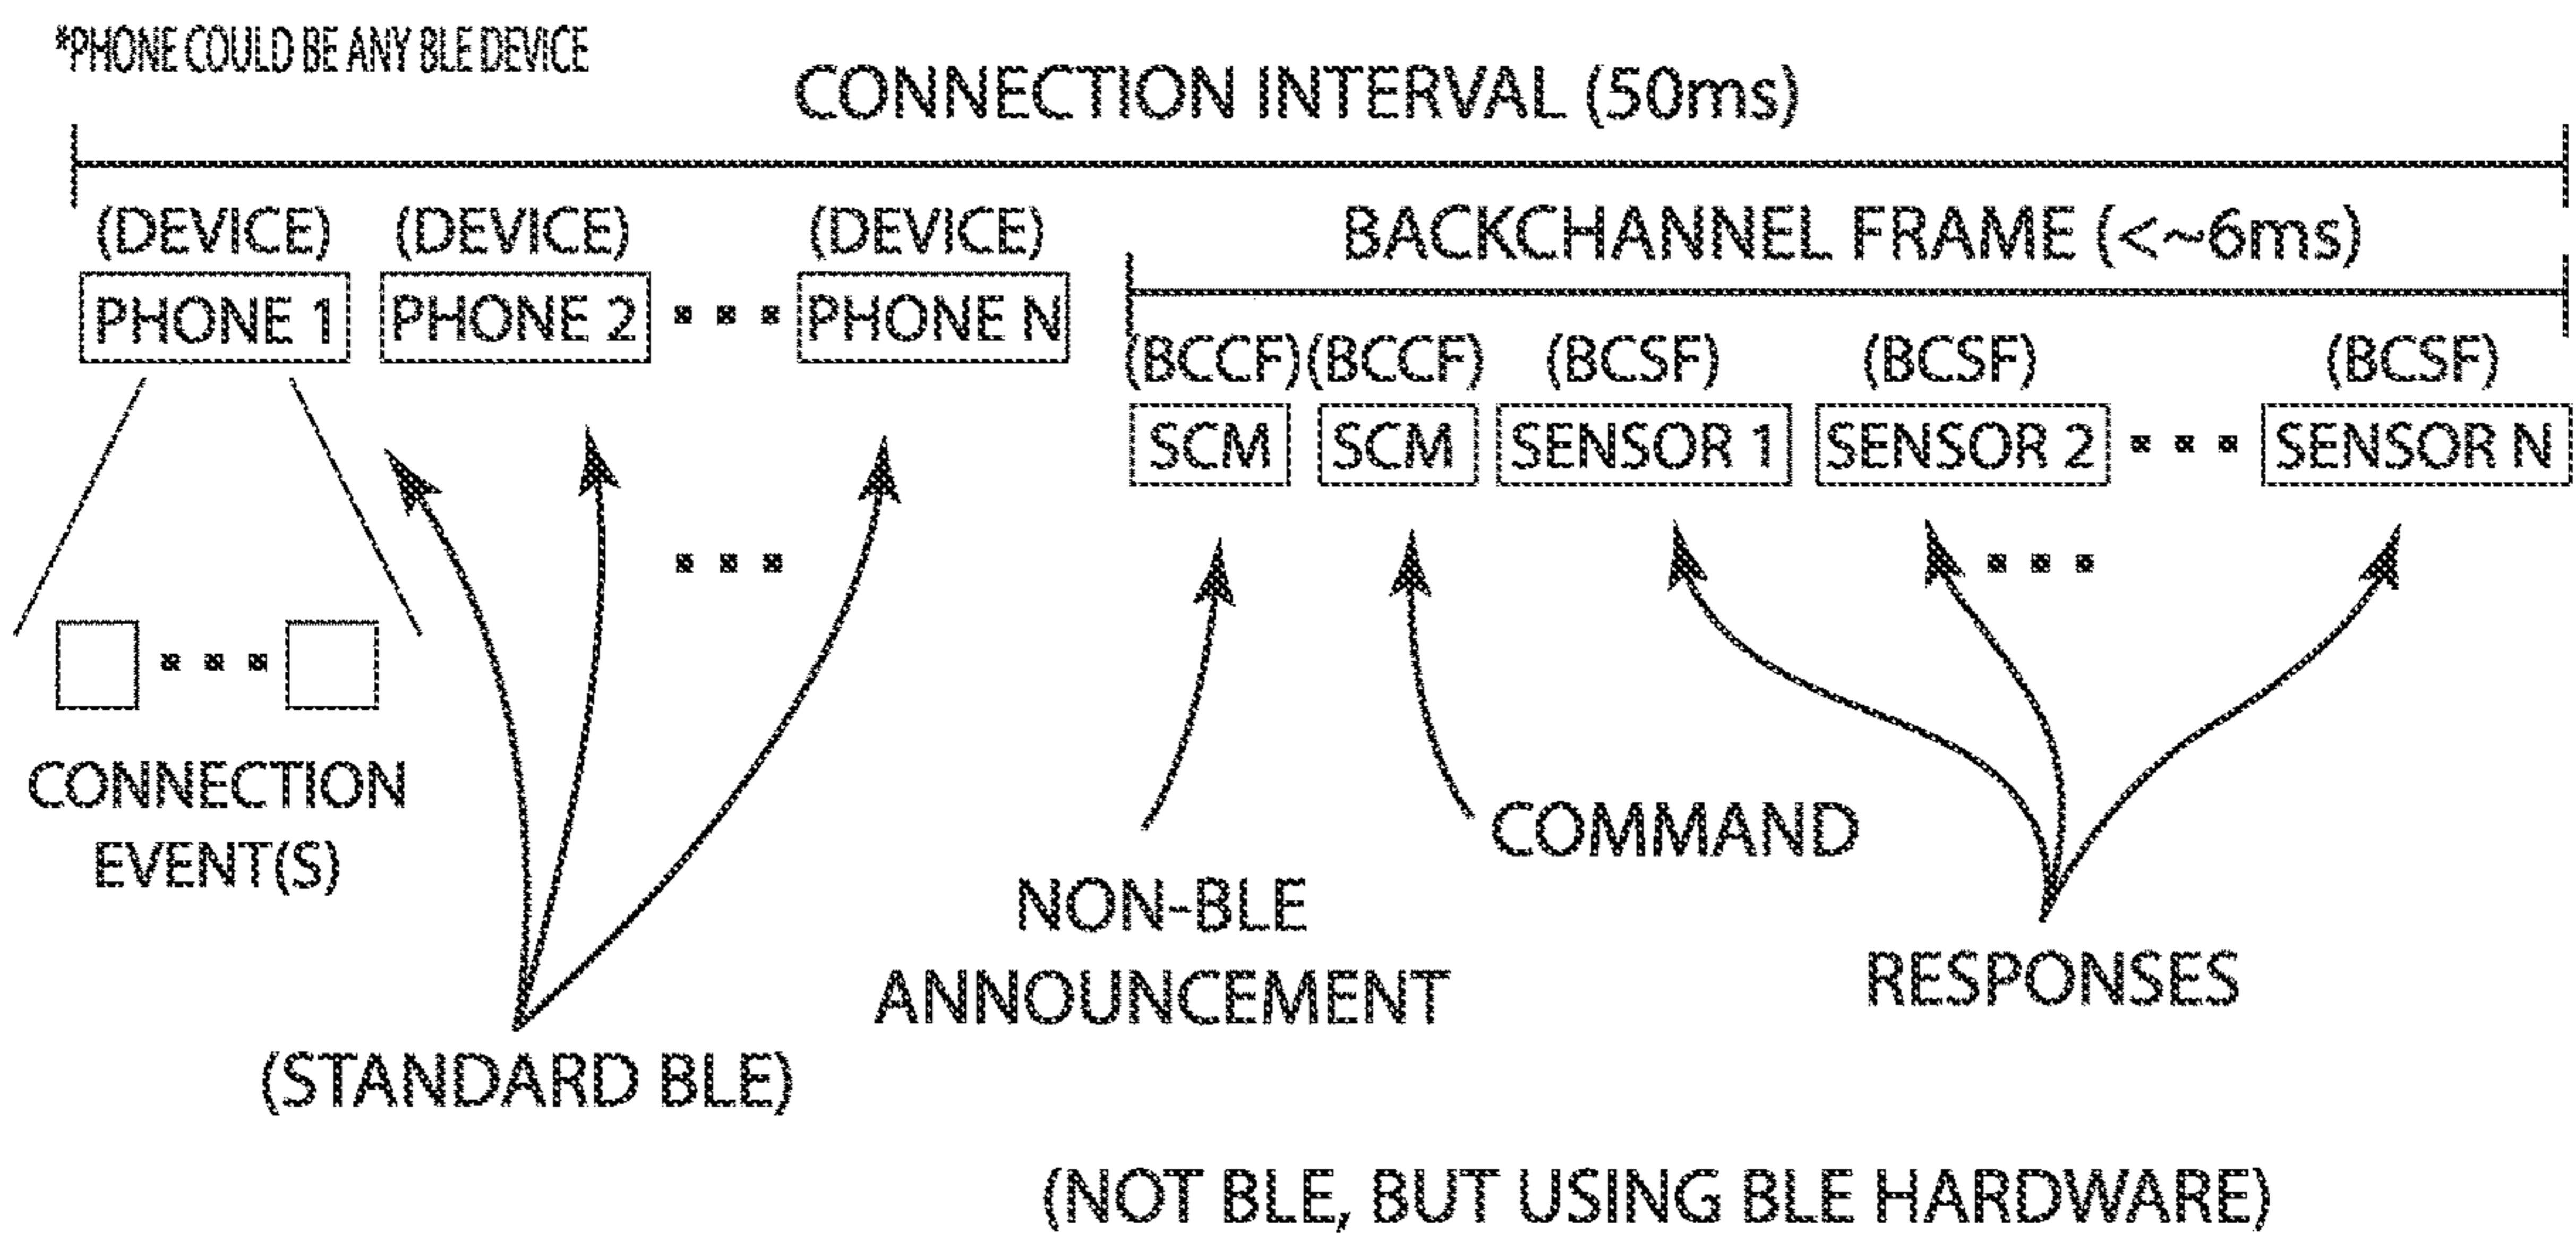 *PHONE COULD BE ANY BLE DEVICE
CONNECTION INTERVAL (50ms)
(DEVICE) (DEVICE) (DEVICE)
BACKCHANNEL FRAME (<~6ms)
PHONE 1 PHONE 2 PHONE N
(BCCF) (BCCF) (BCSF) (BCSF) (BCSF)
SCM SCM SENSOR 1 SENSOR 2 SENSOR N
CONNECTION
EVENT(S)
COMMAND
NON-BLE
ANNOUNCEMENT
RESPONSES
(STANDARD BLE)
(NOT BLE, BUT USING BLE HARDWARE)